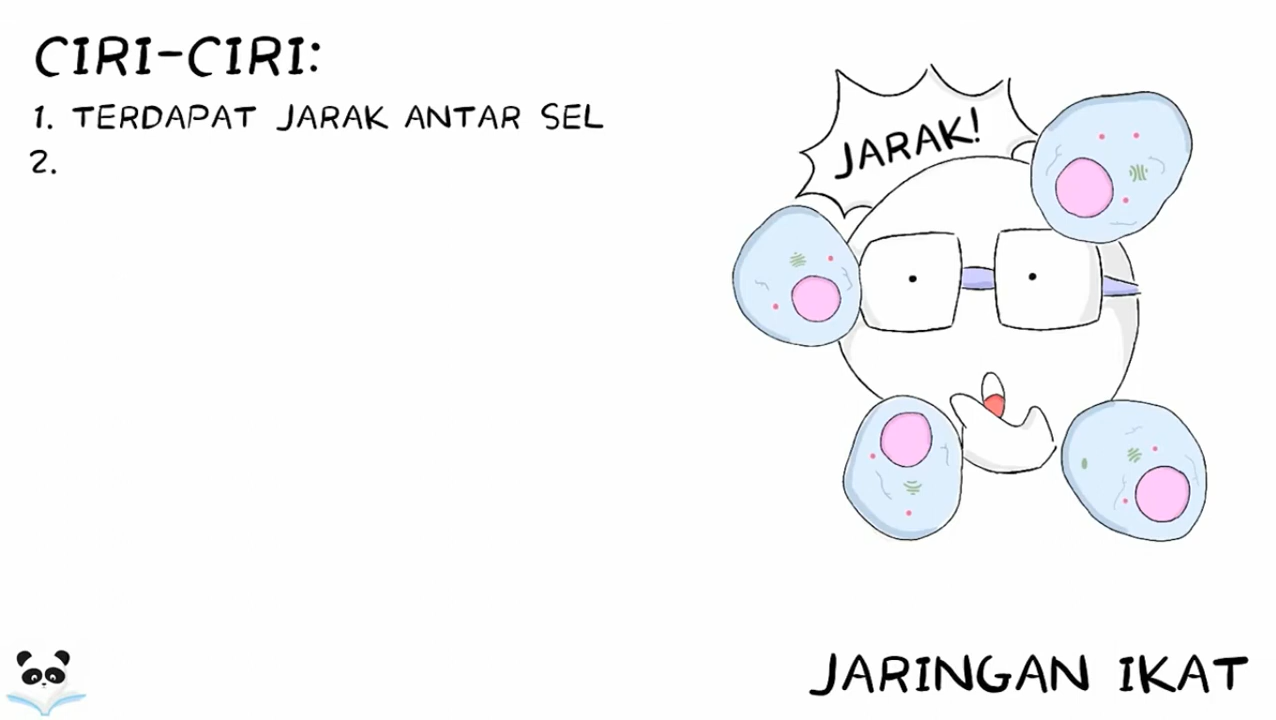 CIRI-CIRI:
1. TERDAPAT JARAK ANTAR SEL
2.
JARAK!
JARINGAN IKAT